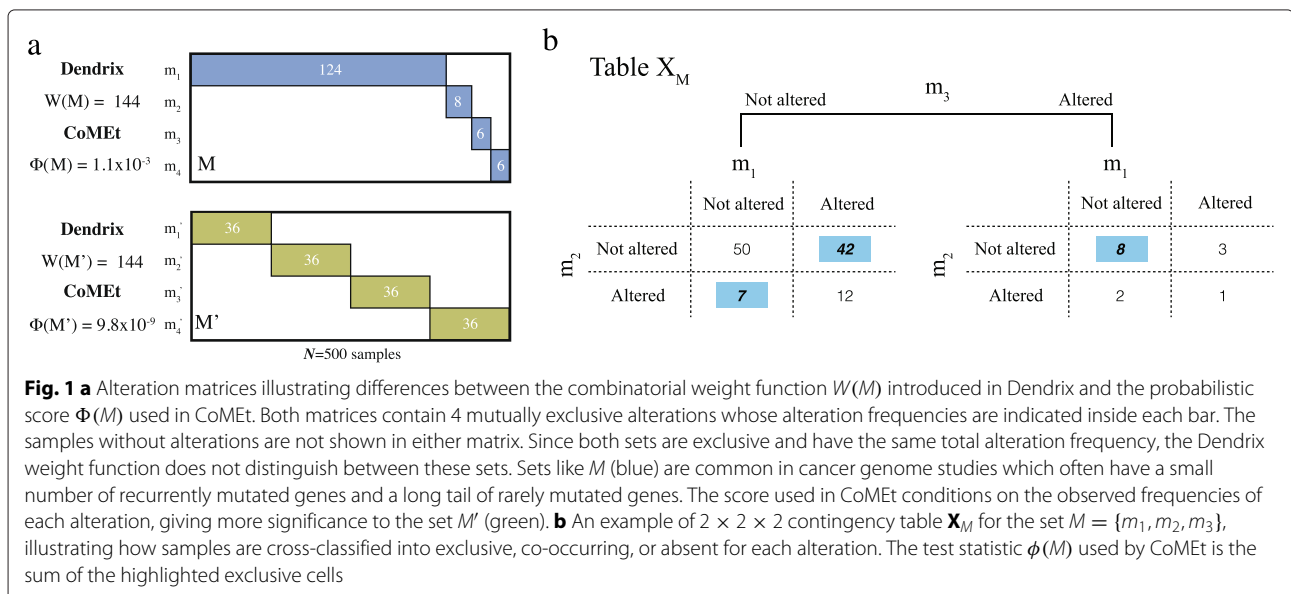 a
Dendrix m1 124
W(M) = 144 m2 8
CoMEt m3 6
Φ(M) = 1.1x10-3 m4 6
M
Dendrix m1' 36
W(M’) = 144 m2' 36
CoMEt m3' 36
Φ(M’) = 9.8x10-9 m4' 36
M’
N=500 samples
b
Table XM
Not altered m3 Altered
m1 m1
Not altered Altered Not altered Altered
m2 Not altered 50 42 m2 Not altered 8 3
Altered 7 12 Altered 2 1
Fig. 1 a Alteration matrices illustrating differences between the combinatorial weight function W(M) introduced in Dendrix and the probabilistic
score Φ(M) used in CoMEt. Both matrices contain 4 mutually exclusive alterations whose alteration frequencies are indicated inside each bar. The
samples without alterations are not shown in either matrix. Since both sets are exclusive and have the same total alteration frequency, the Dendrix
weight function does not distinguish between these sets. Sets like M (blue) are common in cancer genome studies which often have a small
number of recurrently mutated genes and a long tail of rarely mutated genes. The score used in CoMEt conditions on the observed frequencies of
each alteration, giving more significance to the set M′ (green). b An example of 2 × 2 × 2 contingency table XM for the set M = {m1, m2, m3},
illustrating how samples are cross-classified into exclusive, co-occurring, or absent for each alteration. The test statistic ϕ(M) used by CoMEt is the
sum of the highlighted exclusive cells